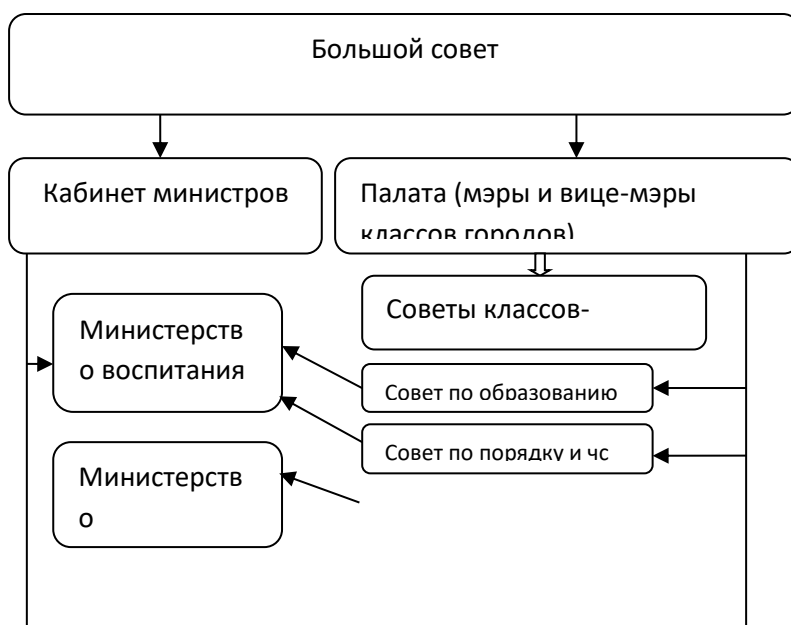 Большой совет
Кабинет министров
Палата (мэры и вице-мэры
классов городов)
Советы классов-
Министерств
о воспитания
Совет по образованию
Совет по порядку и чс
Министерств
о